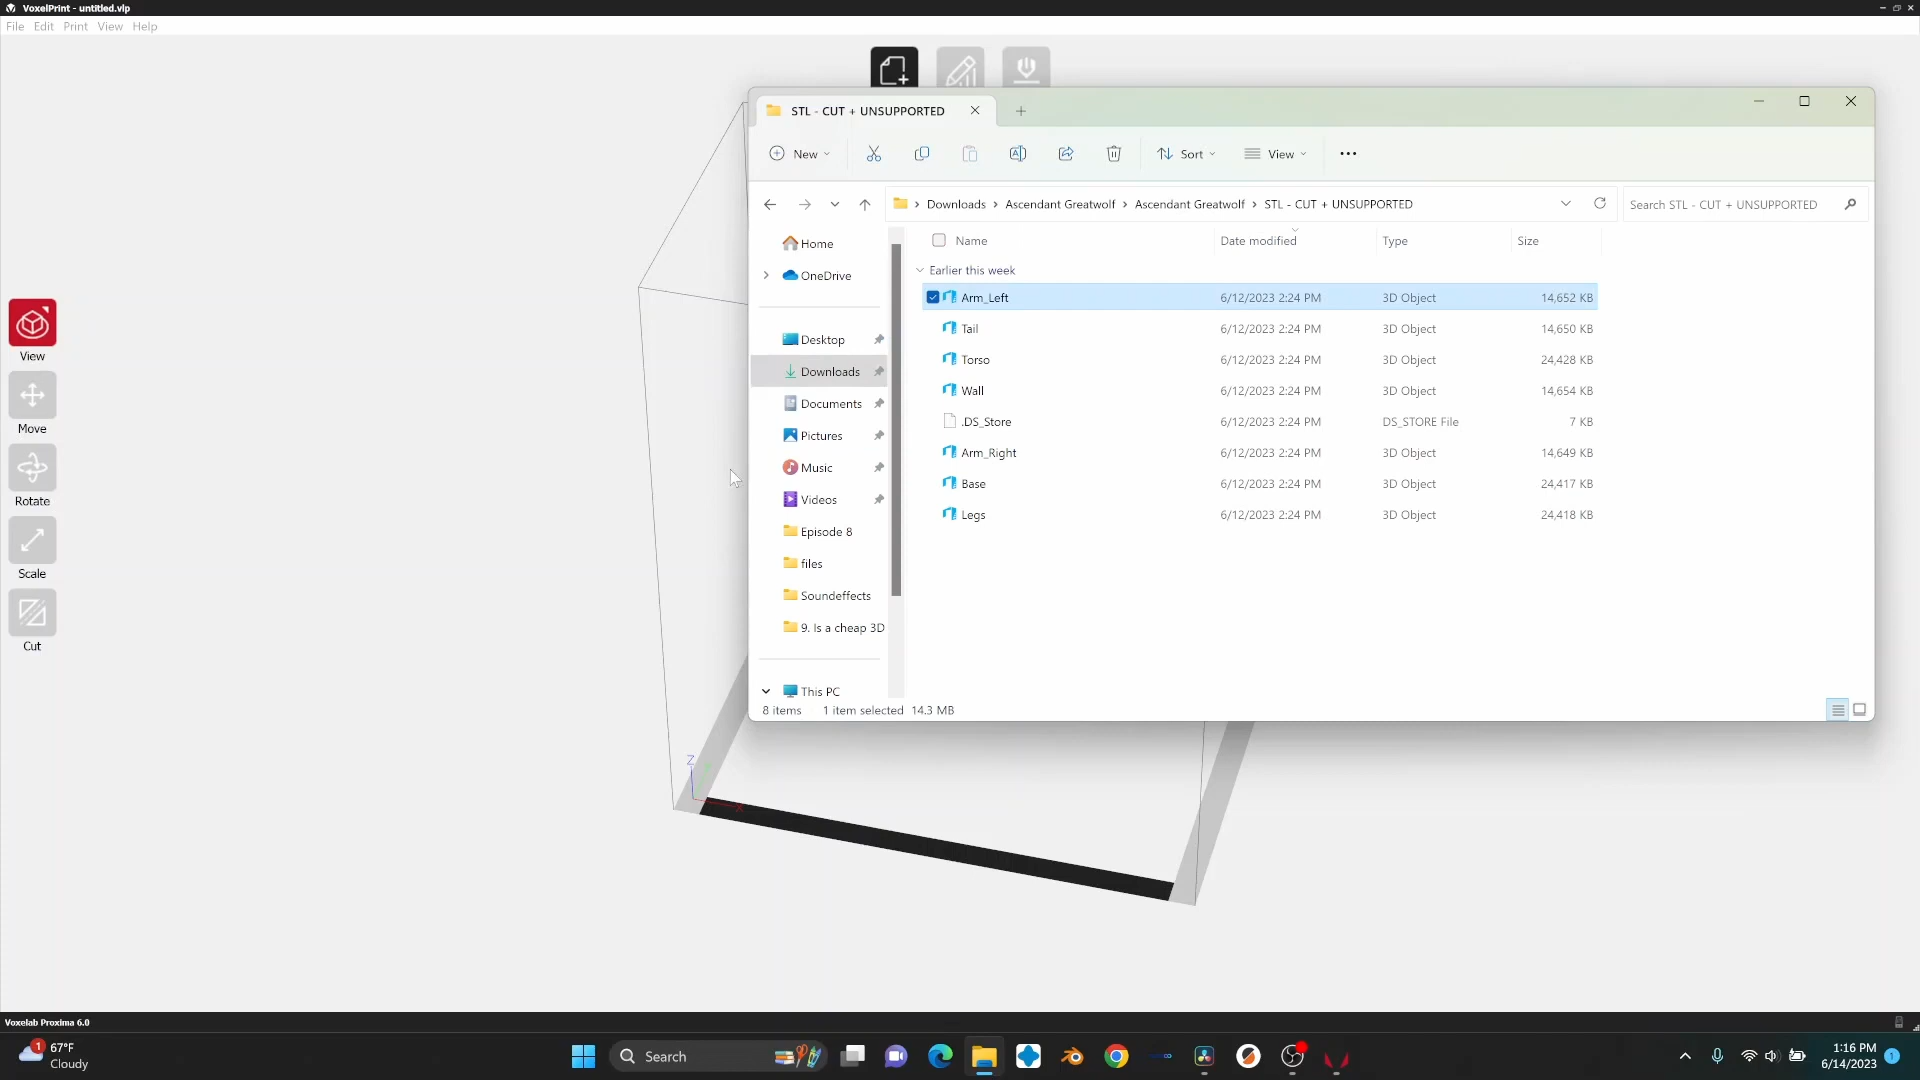 VoxelPrint - untitled.vlp
File Edit Print View Help
STL - CUT + UNSUPPORTED
New
Sort
View
Downloads > Ascendant Greatwolf > Ascendant Greatwolf > STL - CUT + UNSUPPORTED
Search STL - CUT + UNSUPPORTED
Home
OneDrive
Desktop
Downloads
Documents
Pictures
Music
Videos
Episode 8
files
Soundeffects
9. Is a cheap 3D
This PC
Name Date modified Type Size
Earlier this week
Arm_Left 6/12/2023 2:24 PM 3D Object 14,652 KB
Tail 6/12/2023 2:24 PM 3D Object 14,650 KB
Torso 6/12/2023 2:24 PM 3D Object 24,428 KB
Wall 6/12/2023 2:24 PM 3D Object 14,654 KB
.DS_Store 6/12/2023 2:24 PM DS_STORE File 7 KB
Arm_Right 6/12/2023 2:24 PM 3D Object 14,649 KB
Base 6/12/2023 2:24 PM 3D Object 24,417 KB
Legs 6/12/2023 2:24 PM 3D Object 24,418 KB
8 items 1 item selected 14.3 MB
View
Move
Rotate
Scale
Cut
Z
X
Voxelab Proxima 6.0
1
67°F
Cloudy
Search
1:16 PM
6/14/2023
1